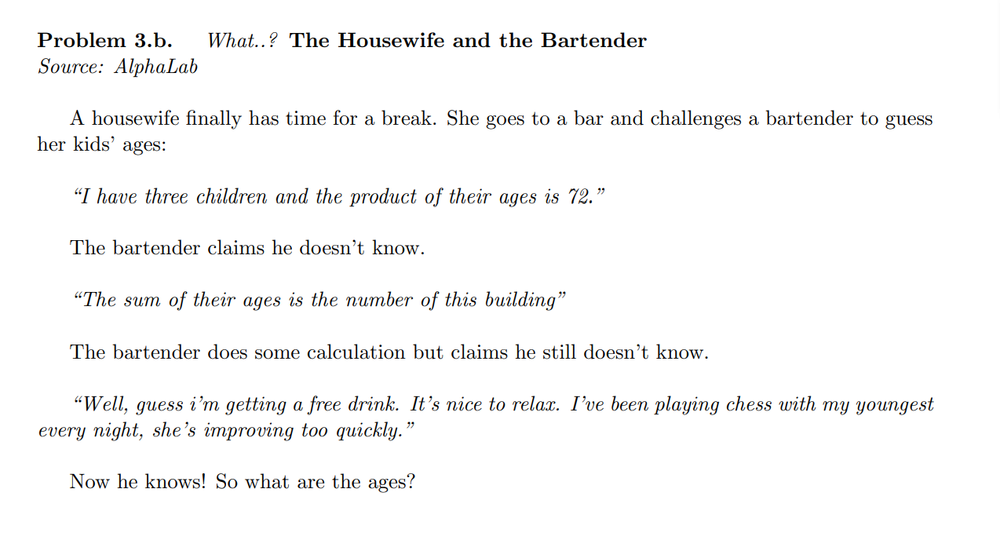 Problem 3.b. What..? The Housewife and the Bartender
Source: AlphaLab
A housewife finally has time for a break. She goes to a bar and challenges a bartender to guess
her kids’ ages:
“I have three children and the product of their ages is 72.”
The bartender claims he doesn’t know.
“The sum of their ages is the number of this building”
The bartender does some calculation but claims he still doesn’t know.
“Well, guess i’m getting a free drink. It’s nice to relax. I’ve been playing chess with my youngest
every night, she’s improving too quickly.”
Now he knows! So what are the ages?